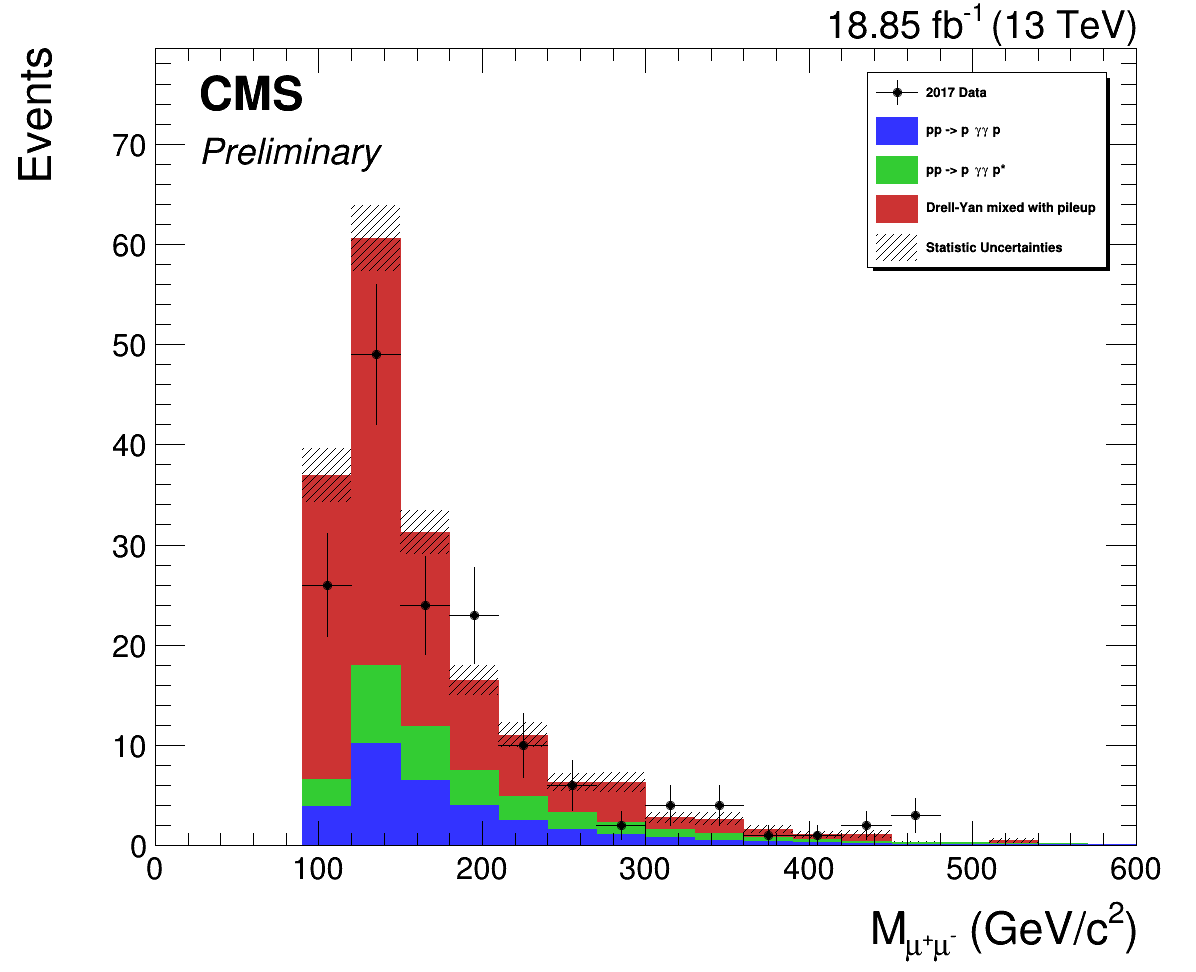 18.85 fb⁻¹ (13 TeV)
Events
CMS
Preliminary
2017 Data
pp -> p γγ p
pp -> p γγ p*
Drell-Yan mixed with pileup
Statistic Uncertainties
70
60
50
40
30
20
10
0
0 100 200 300 400 500 600
M_μ⁺μ⁻ (GeV/c²)